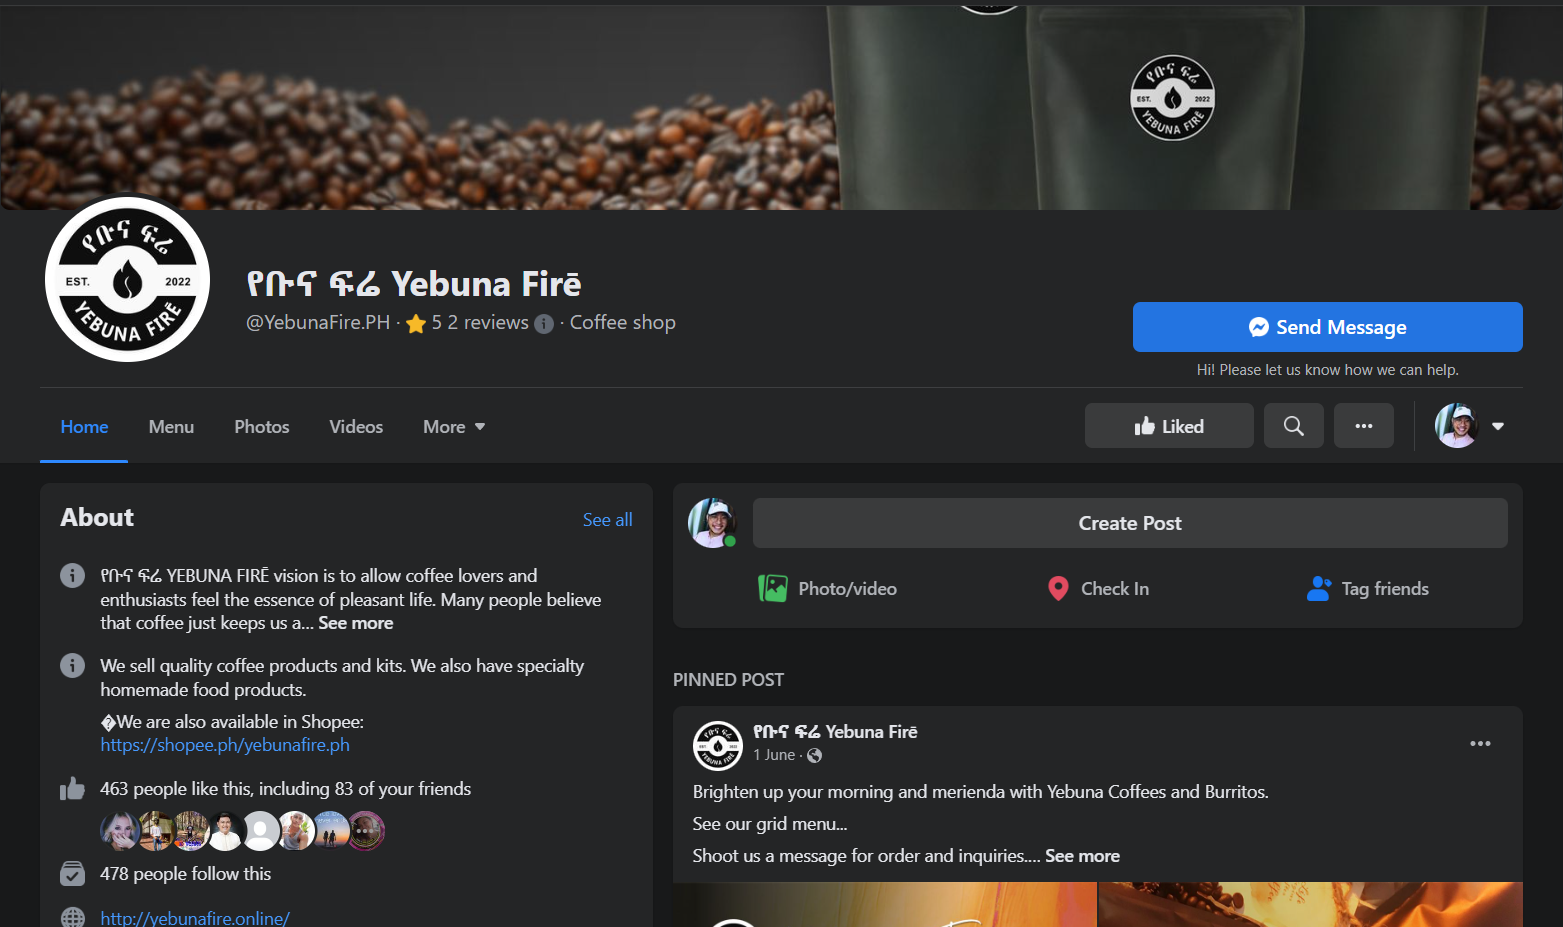 የቡና ፍሬ
EST. 2022
YEBUNA FIRĒ
የቡና ፍሬ
EST. 2022
YEBUNA FIRĒ
የቡና ፍሬ Yebuna Firē
@YebunaFire.PH · 5 2 reviews · Coffee shop
Send Message
Hi! Please let us know how we can help.
Home Menu Photos Videos More
Liked
About
See all
የቡና ፍሬ YEBUNA FIRĒ vision is to allow coffee lovers and
enthusiasts feel the essence of pleasant life. Many people believe
that coffee just keeps us a... See more
We sell quality coffee products and kits. We also have specialty
homemade food products.
�We are also available in Shopee:
https://shopee.ph/yebunafire.ph
463 people like this, including 83 of your friends
478 people follow this
http://yebunafire.online/
Create Post
Photo/video Check In Tag friends
PINNED POST
የቡና ፍሬ Yebuna Firē
1 June ·
Brighten up your morning and merienda with Yebuna Coffees and Burritos.
See our grid menu...
Shoot us a message for order and inquiries.... See more